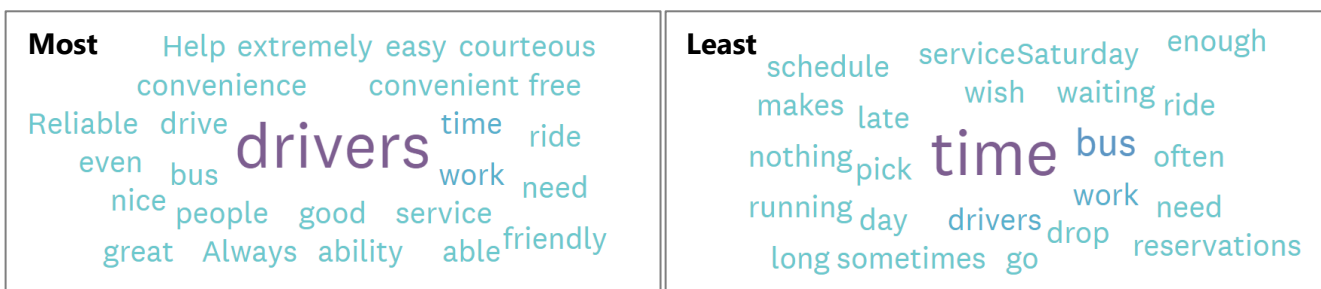 Most
Help extremely easy courteous
convenience convenient free
Reliable drive drivers time ride
even bus work need
nice people good service
great Always ability able friendly
Least
schedule serviceSaturday enough
makes late wish waiting ride
nothing pick time bus often
running day drivers work need
long sometimes go drop reservations